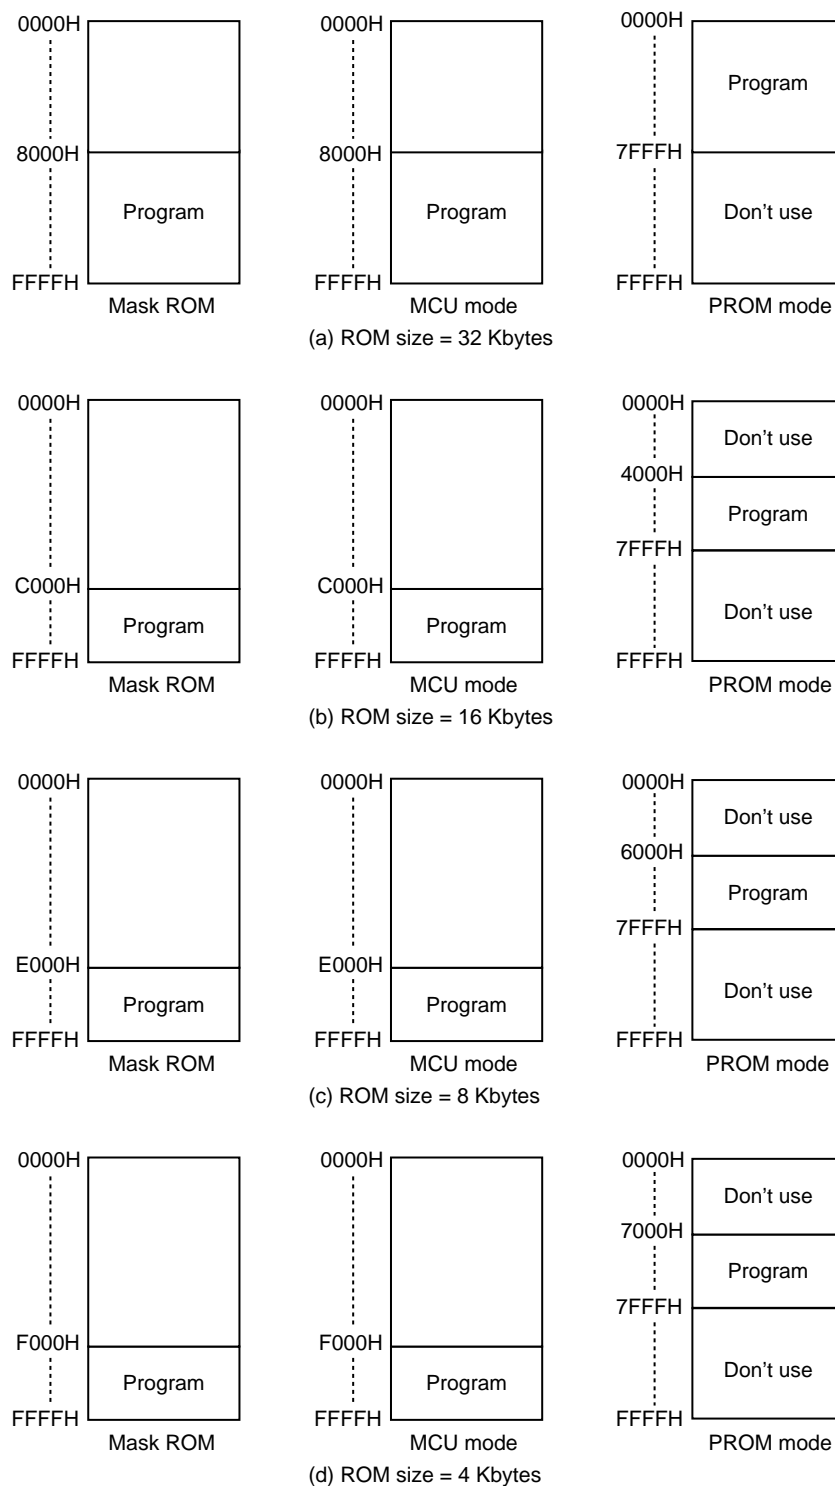 0000H 0000H 0000H
Program
8000H 8000H 7FFFH
Program Program Don't use
FFFFH FFFFH FFFFH
Mask ROM MCU mode PROM mode
(a) ROM size = 32 Kbytes
0000H 0000H 0000H
Don't use
4000H
Program
7FFFH
C000H C000H
Program Program Don't use
FFFFH FFFFH FFFFH
Mask ROM MCU mode PROM mode
(b) ROM size = 16 Kbytes
0000H 0000H 0000H
Don't use
6000H
Program
7FFFH
E000H E000H
Program Program Don't use
FFFFH FFFFH FFFFH
Mask ROM MCU mode PROM mode
(c) ROM size = 8 Kbytes
0000H 0000H 0000H
Don't use
7000H
Program
7FFFH
F000H F000H
Program Program Don't use
FFFFH FFFFH FFFFH
Mask ROM MCU mode PROM mode
(d) ROM size = 4 Kbytes